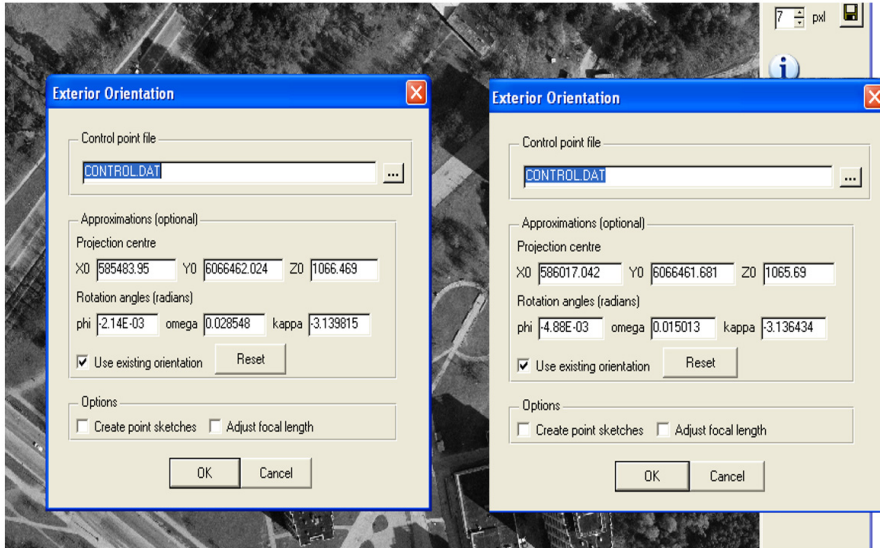 7 pxl
i
Exterior Orientation
Control point file
CONTROL.DAT
...
Approximations (optional)
Projection centre
X0 585483.95 Y0 6066462.024 Z0 1066.469
Rotation angles (radians)
phi -2.14E-03 omega 0.028548 kappa -3.139815
Use existing orientation Reset
Options
Create point sketches Adjust focal length
OK Cancel
Exterior Orientation
Control point file
CONTROL.DAT
...
Approximations (optional)
Projection centre
X0 586017.042 Y0 6066461.681 Z0 1065.69
Rotation angles (radians)
phi -4.88E-03 omega 0.015013 kappa -3.136434
Use existing orientation Reset
Options
Create point sketches Adjust focal length
OK Cancel